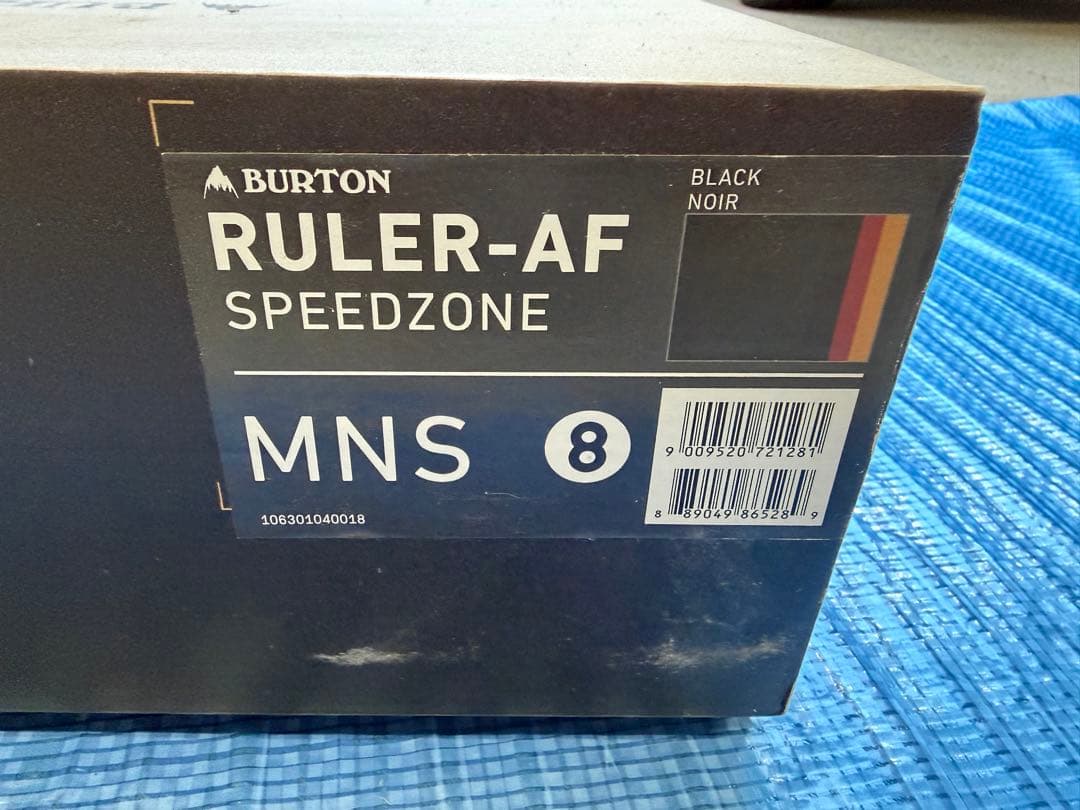 BURTON
RULER-AF
SPEEDZONE
BLACK
NOIR
MNS
8
9 009520 721281
8 89049 86528 9
106301040018